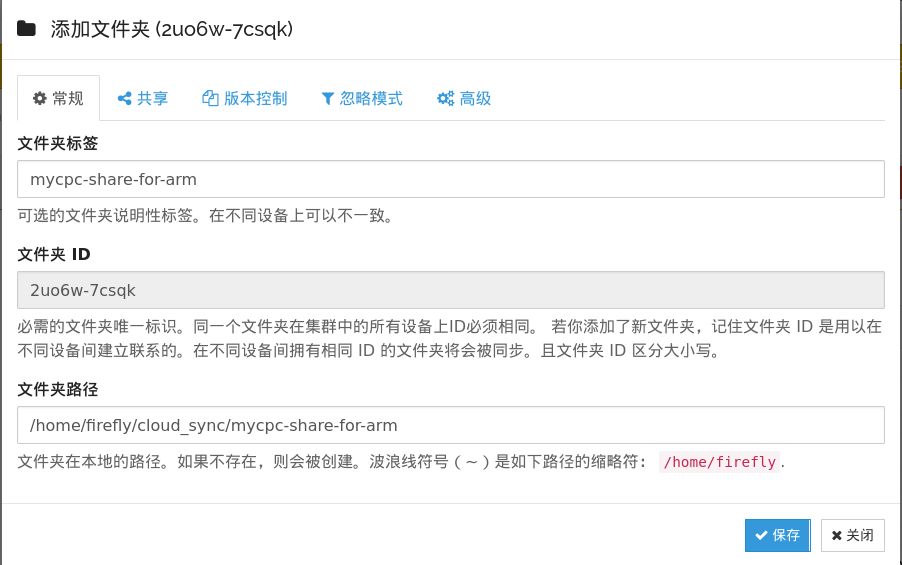 添加文件夹 (2uo6w-7csqk)
常规 共享 版本控制 忽略模式 高级
文件夹标签
mycpc-share-for-arm
可选的文件夹说明性标签。在不同设备上可以不一致。
文件夹 ID
2uo6w-7csqk
必需的文件夹唯一标识。同一个文件夹在集群中的所有设备上ID必须相同。 若你添加了新文件夹，记住文件夹 ID 是用以在
不同设备间建立联系的。在不同设备间拥有相同 ID 的文件夹将会被同步。且文件夹 ID 区分大小写。
文件夹路径
/home/firefly/cloud_sync/mycpc-share-for-arm
文件夹在本地的路径。如果不存在，则会被创建。波浪线符号（~）是如下路径的缩略符： /home/firefly.
保存 关闭